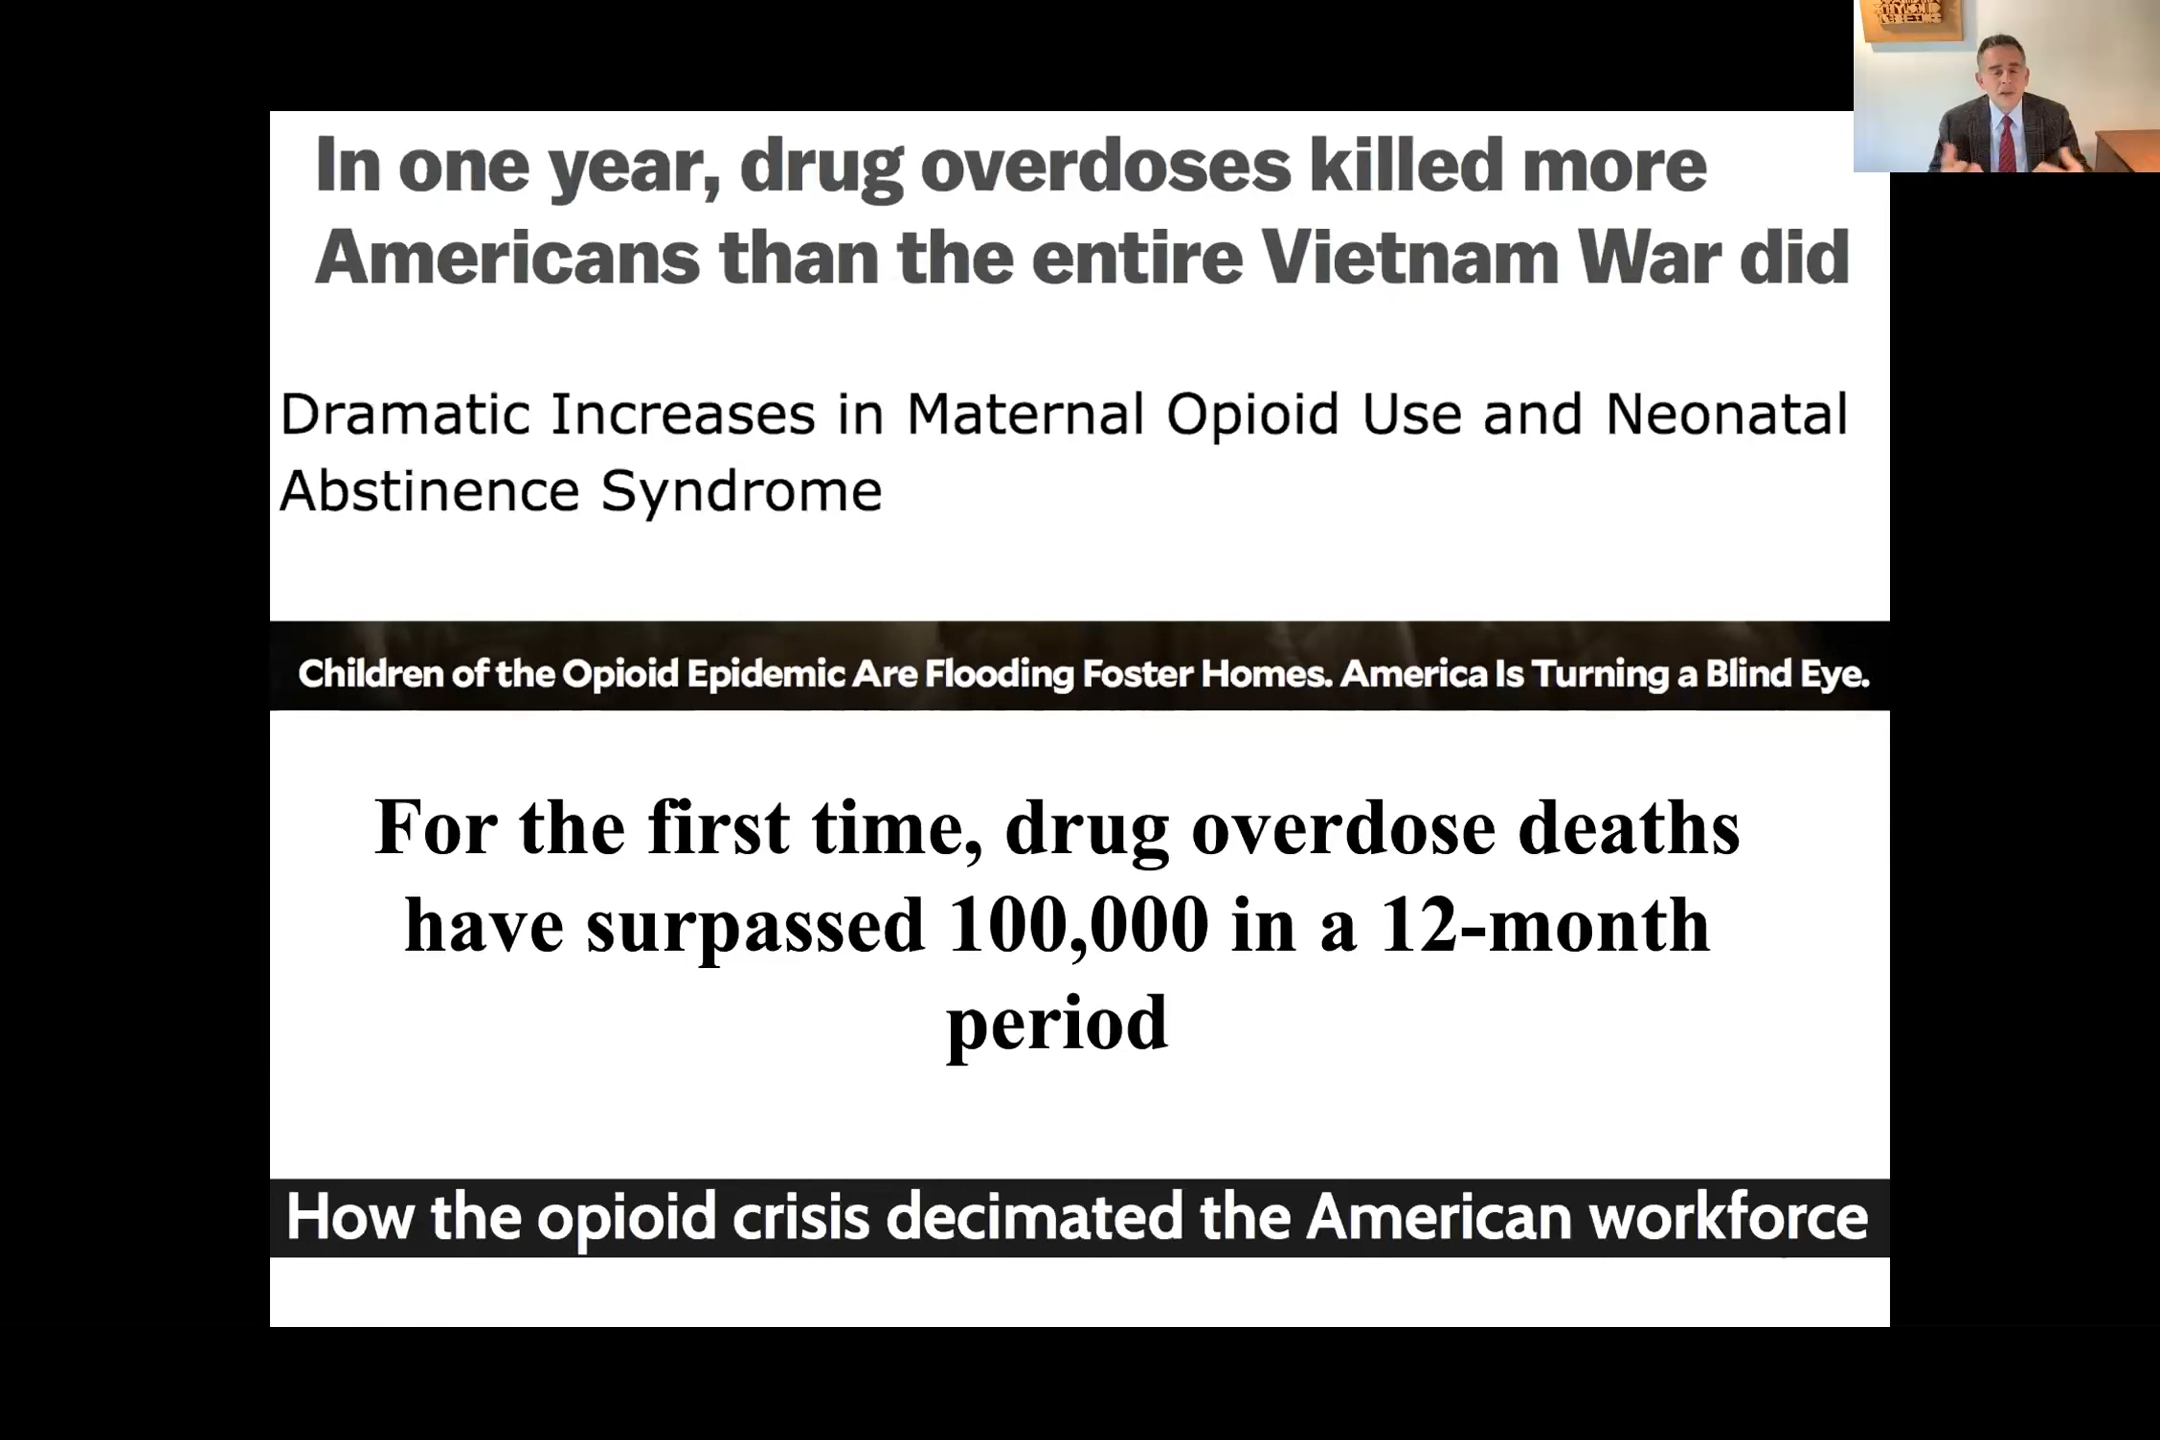 In one year, drug overdoses killed more
Americans than the entire Vietnam War did
Dramatic Increases in Maternal Opioid Use and Neonatal
Abstinence Syndrome
Children of the Opioid Epidemic Are Flooding Foster Homes. America Is Turning a Blind Eye.
For the first time, drug overdose deaths
have surpassed 100,000 in a 12-month
period
How the opioid crisis decimated the American workforce